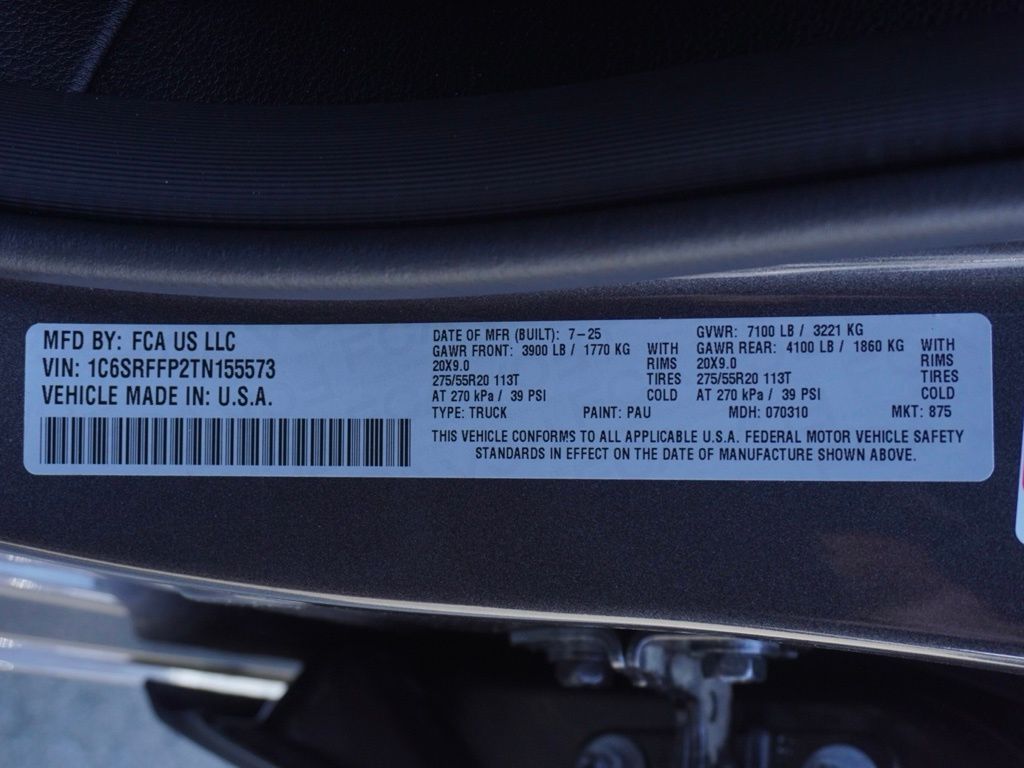 MFD BY: FCA US LLC
VIN: 1C6SRFFP2TN155573
VEHICLE MADE IN: U.S.A.
DATE OF MFR (BUILT): 7-25
GAWR FRONT: 3900 LB / 1770 KG WITH
20X9.0 RIMS
275/55R20 113T TIRES
AT 270 kPa / 39 PSI COLD
GVWR: 7100 LB / 3221 KG
GAWR REAR: 4100 LB / 1860 KG WITH
20X9.0 RIMS
275/55R20 113T TIRES
AT 270 kPa / 39 PSI COLD
TYPE: TRUCK PAINT: PAU MDH: 070310 MKT: 875
THIS VEHICLE CONFORMS TO ALL APPLICABLE U.S.A. FEDERAL MOTOR VEHICLE SAFETY
STANDARDS IN EFFECT ON THE DATE OF MANUFACTURE SHOWN ABOVE.